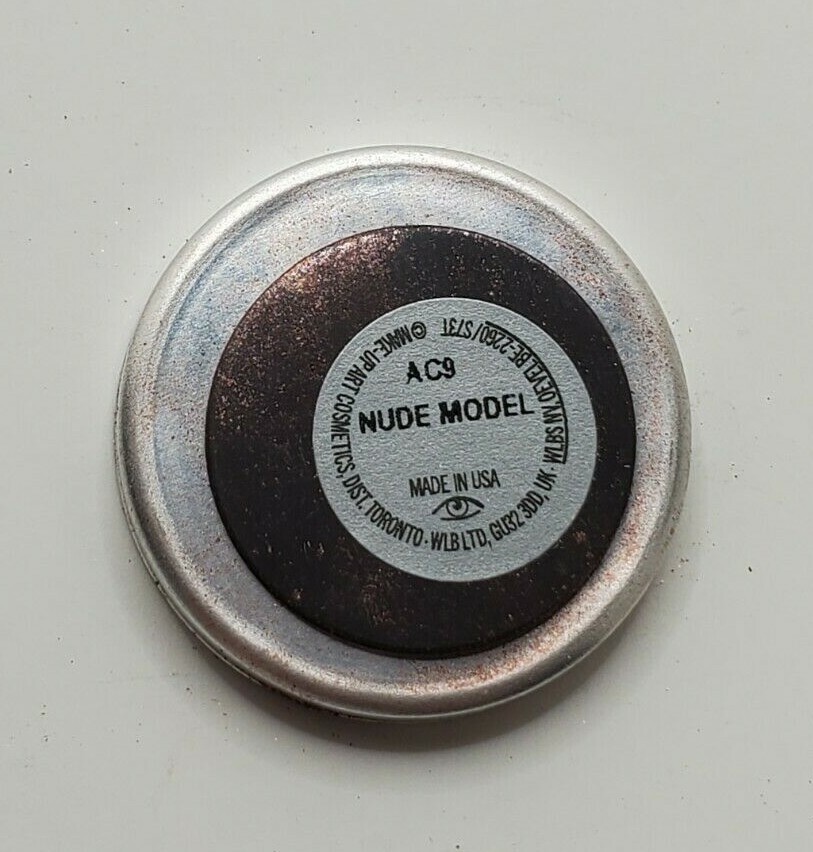 AC9
NUDE MODEL
MADE IN USA
©MAKE-UP ART COSMETICS, DIST. TORONTO · WLB LTD, GU32 3DD, UK · WLBS NV, OEVEL BE-2260/S73T